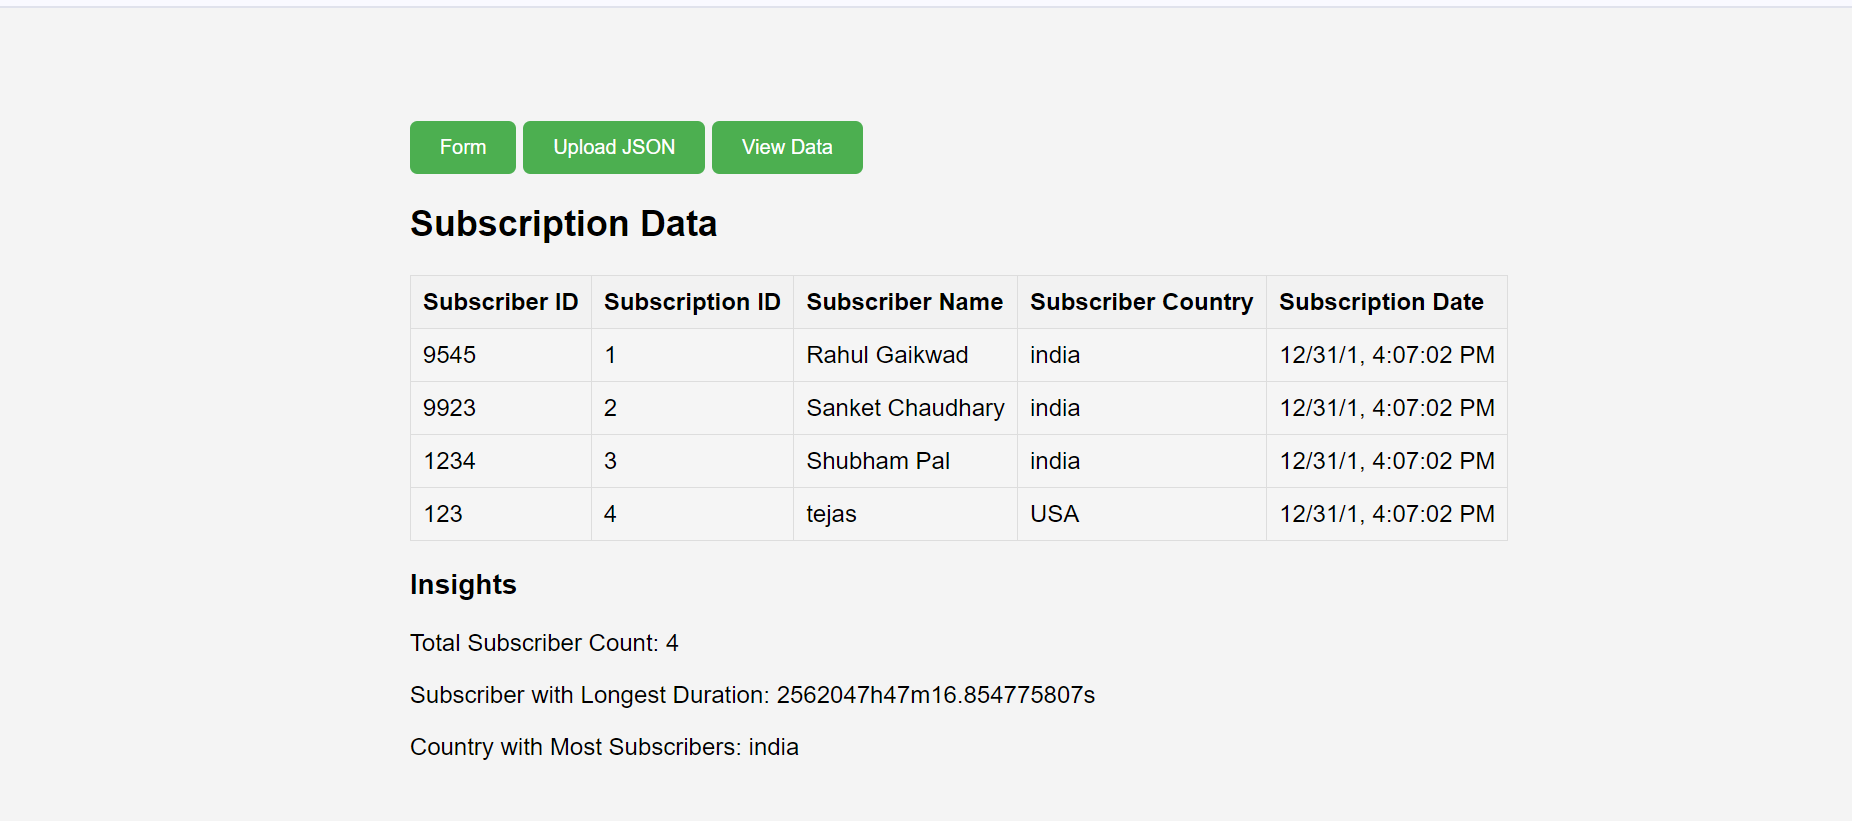 Form Upload JSON View Data
Subscription Data
Subscriber ID Subscription ID Subscriber Name Subscriber Country Subscription Date
9545 1 Rahul Gaikwad india 12/31/1, 4:07:02 PM
9923 2 Sanket Chaudhary india 12/31/1, 4:07:02 PM
1234 3 Shubham Pal india 12/31/1, 4:07:02 PM
123 4 tejas USA 12/31/1, 4:07:02 PM
Insights
Total Subscriber Count: 4
Subscriber with Longest Duration: 2562047h47m16.854775807s
Country with Most Subscribers: india